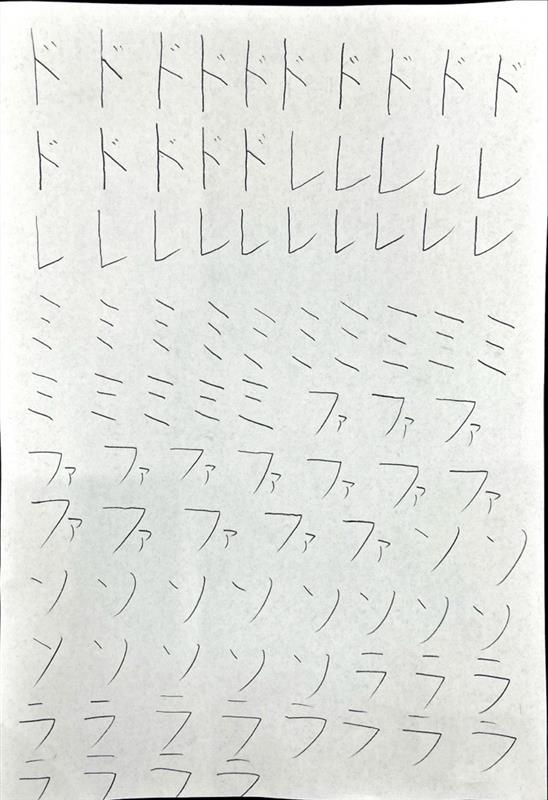 ドドドドドドドドドド
ドドドドドレレレレレ
レレレレレレレレレレ
ミミミミミミミミミミ
ミミミミミファファファ
ファファファファファファファ
ファファファファファソソ
ソソソソソソソソ
ソソソソソラララ
ララララララララ
ララララ